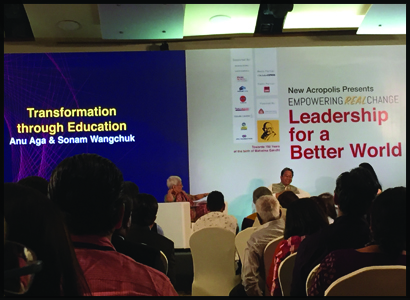 Transformation
through Education
Anu Aga & Sonam Wangchuk
New Acropolis Presents
EMPOWERING REAL CHANGE
Leadership
for a
Better World